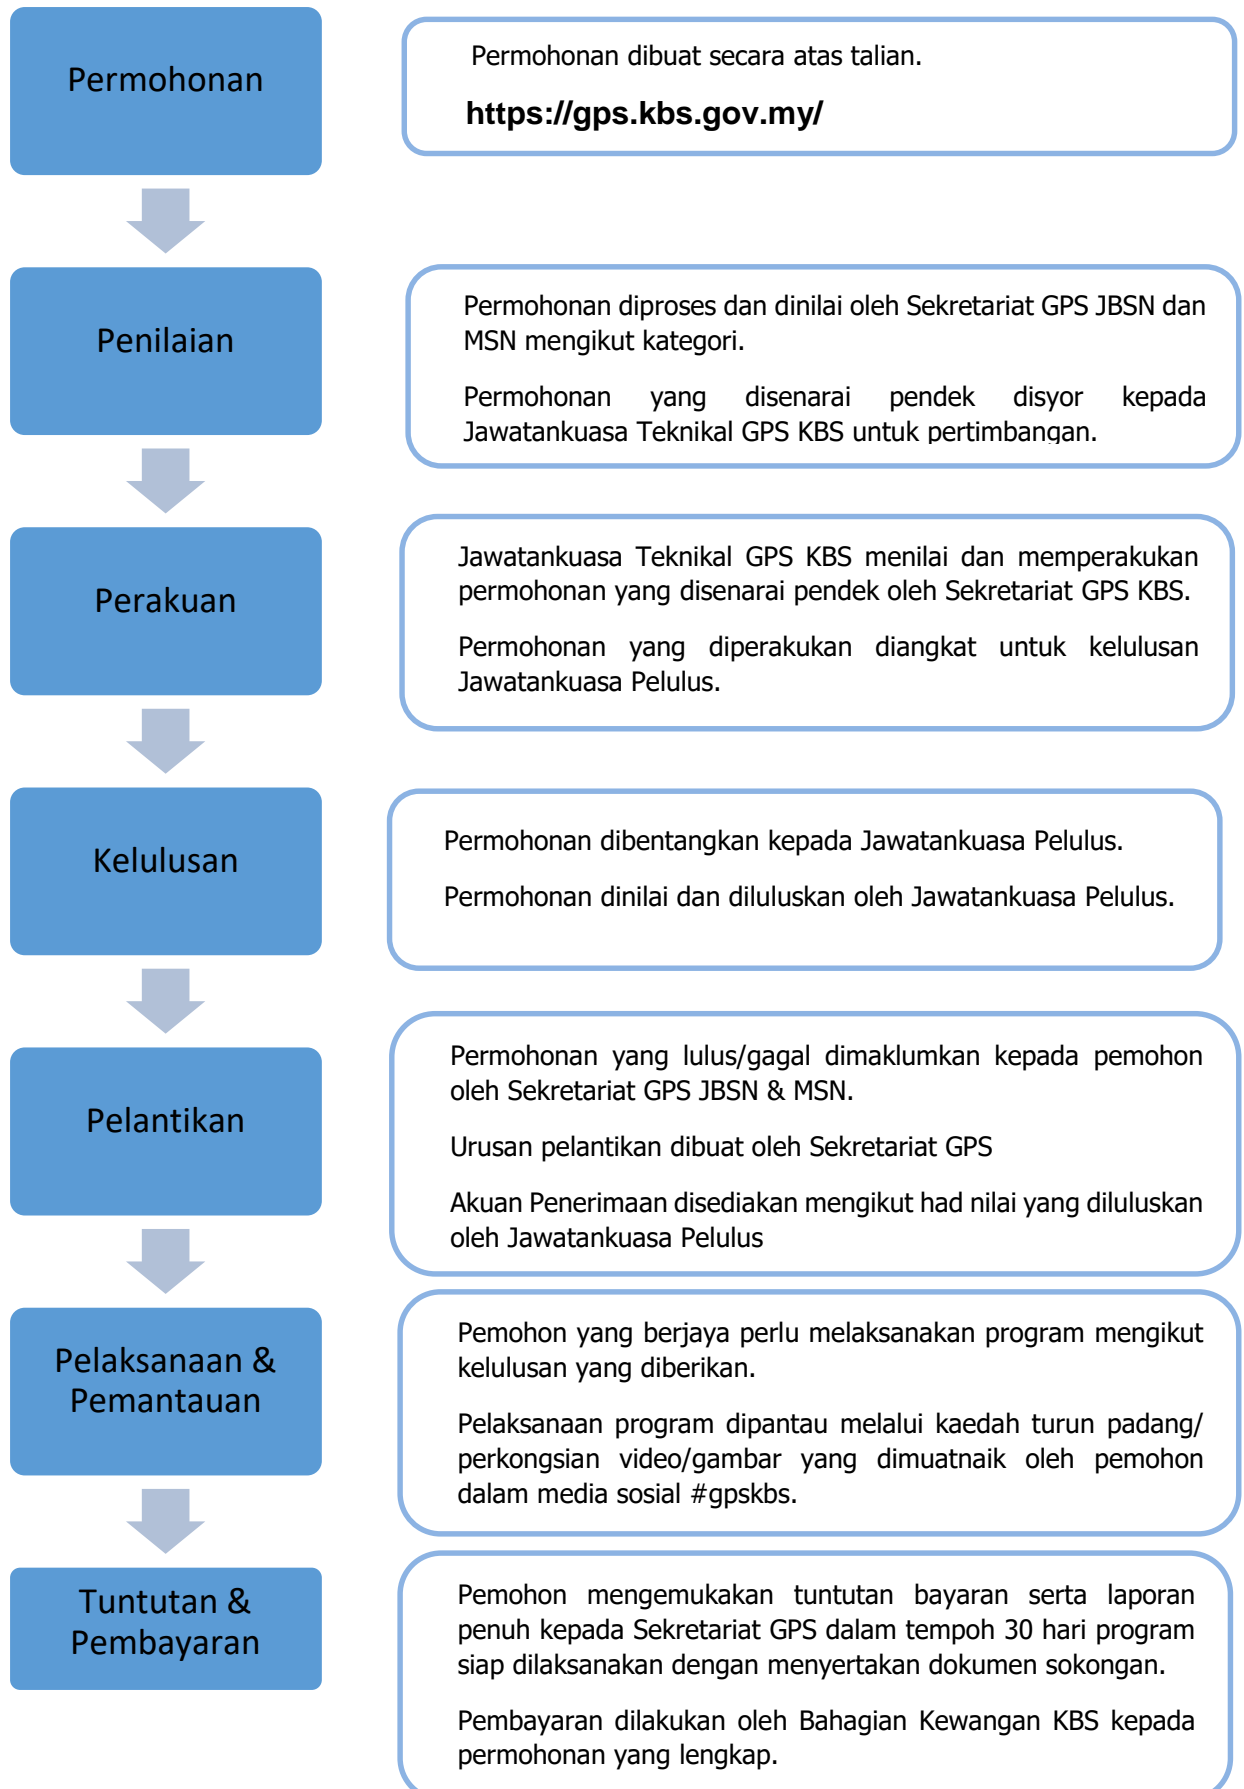 Permohonan
Permohonan dibuat secara atas talian.
https://gps.kbs.gov.my/
Penilaian
Permohonan diproses dan dinilai oleh Sekretariat GPS JBSN dan
MSN mengikut kategori.
Permohonan yang disenarai pendek disyor kepada
Jawatankuasa Teknikal GPS KBS untuk pertimbangan.
Perakuan
Jawatankuasa Teknikal GPS KBS menilai dan memperakukan
permohonan yang disenarai pendek oleh Sekretariat GPS KBS.
Permohonan yang diperakukan diangkat untuk kelulusan
Jawatankuasa Pelulus.
Kelulusan
Permohonan dibentangkan kepada Jawatankuasa Pelulus.
Permohonan dinilai dan diluluskan oleh Jawatankuasa Pelulus.
Pelantikan
Permohonan yang lulus/gagal dimaklumkan kepada pemohon
oleh Sekretariat GPS JBSN & MSN.
Urusan pelantikan dibuat oleh Sekretariat GPS
Akuan Penerimaan disediakan mengikut had nilai yang diluluskan
oleh Jawatankuasa Pelulus
Pelaksanaan &
Pemantauan
Pemohon yang berjaya perlu melaksanakan program mengikut
kelulusan yang diberikan.
Pelaksanaan program dipantau melalui kaedah turun padang/
perkongsian video/gambar yang dimuatnaik oleh pemohon
dalam media sosial #gpskbs.
Tuntutan &
Pembayaran
Pemohon mengemukakan tuntutan bayaran serta laporan
penuh kepada Sekretariat GPS dalam tempoh 30 hari program
siap dilaksanakan dengan menyertakan dokumen sokongan.
Pembayaran dilakukan oleh Bahagian Kewangan KBS kepada
permohonan yang lengkap.